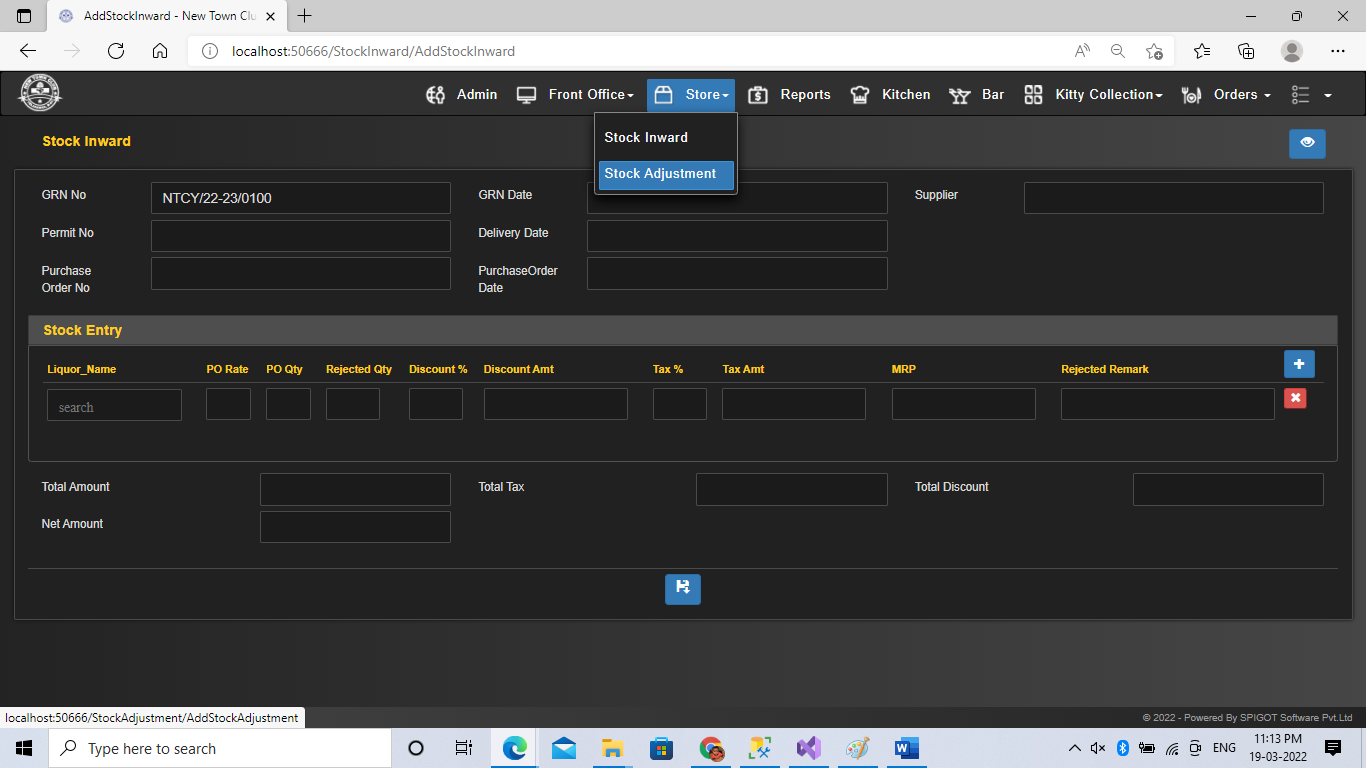 AddStockInward - New Town Clu
localhost:50666/StockInward/AddStockInward
Admin Front Office Store Reports Kitchen Bar Kitty Collection Orders
Stock Inward
Stock Adjustment
Stock Inward
GRN No NTCY/22-23/0100 GRN Date Supplier
Permit No Delivery Date
Purchase Order No PurchaseOrder Date
Stock Entry
Liquor_Name PO Rate PO Qty Rejected Qty Discount % Discount Amt Tax % Tax Amt MRP Rejected Remark
search
Total Amount Total Tax Total Discount
Net Amount
localhost:50666/StockAdjustment/AddStockAdjustment
© 2022 - Powered By SPIGOT Software Pvt.Ltd
Type here to search
ENG
11:13 PM
19-03-2022